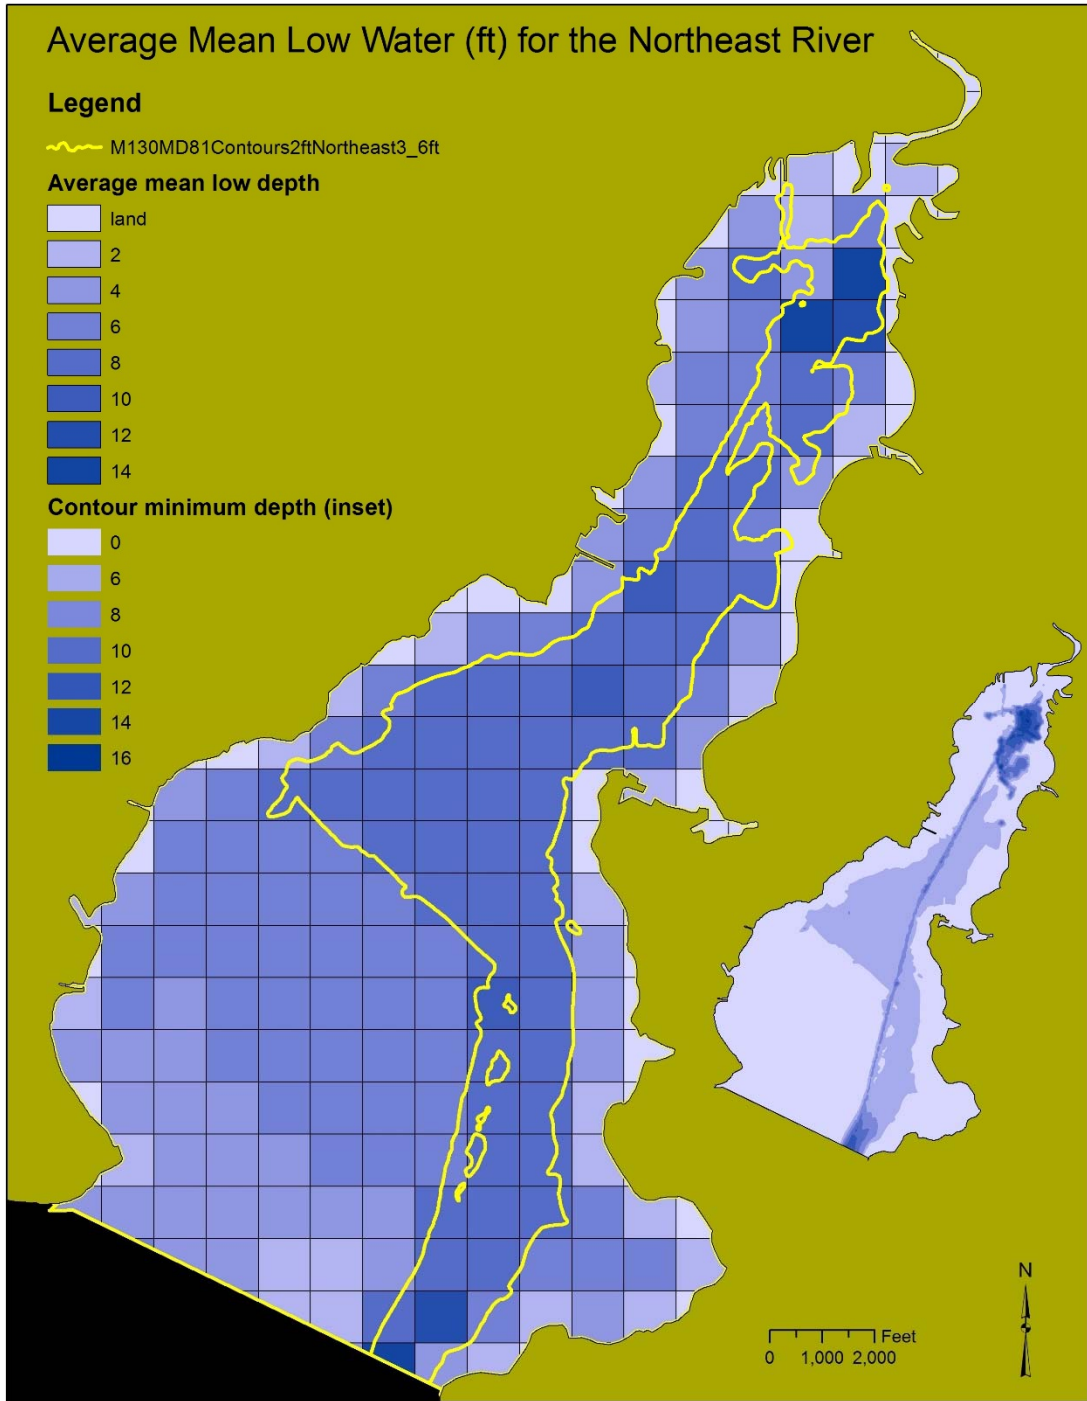 Average Mean Low Water (ft) for the Northeast River
Legend
M130MD81Contours2ftNortheast3_6ft
Average mean low depth
land
2
4
6
8
10
12
14
Contour minimum depth (inset)
0
6
8
10
12
14
16
N
Feet
0 1,000 2,000